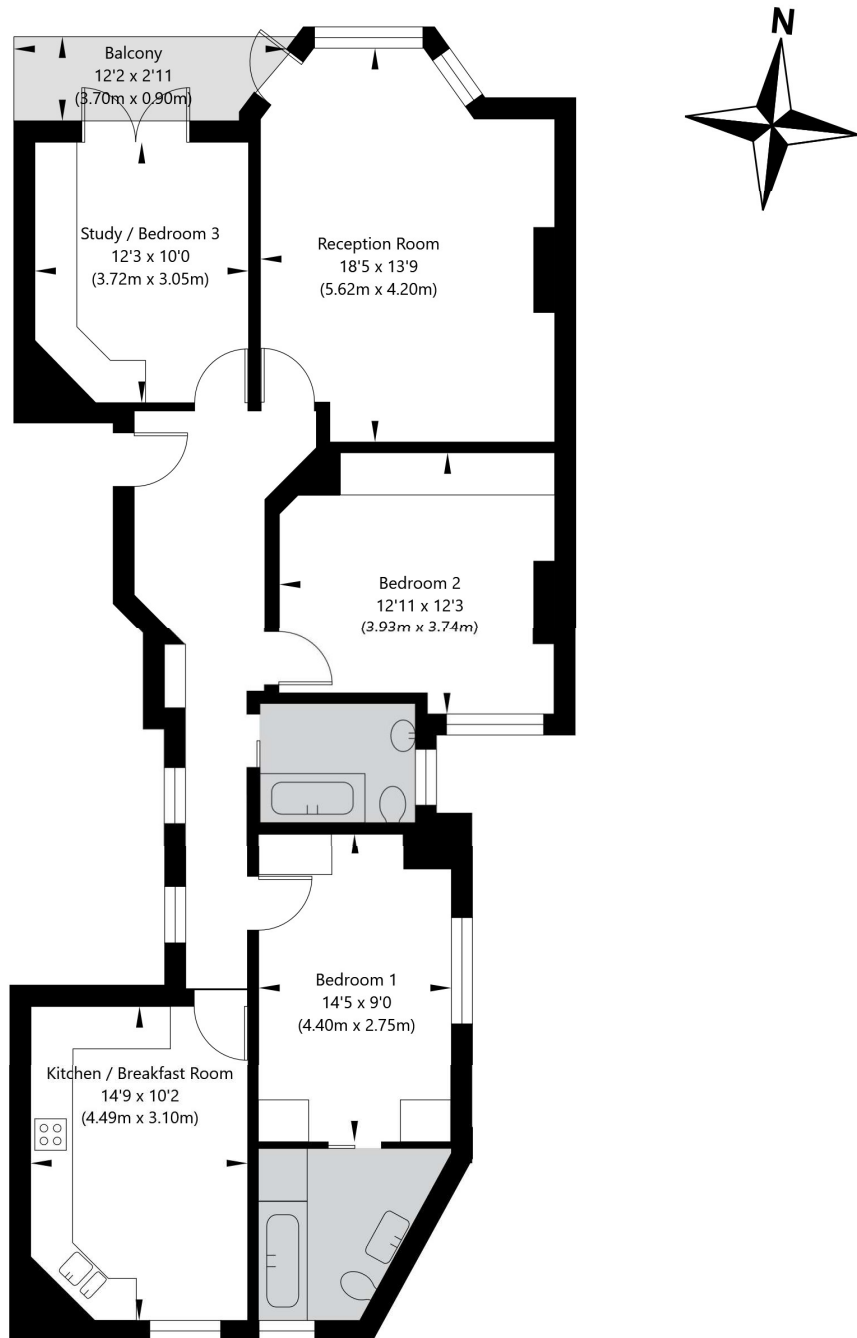 N
Balcony
12'2 x 2'11
(3.70m x 0.90m)
Study / Bedroom 3
12'3 x 10'0
(3.72m x 3.05m)
Reception Room
18'5 x 13'9
(5.62m x 4.20m)
Bedroom 2
12'11 x 12'3
(3.93m x 3.74m)
Bedroom 1
14'5 x 9'0
(4.40m x 2.75m)
Kitchen / Breakfast Room
14'9 x 10'2
(4.49m x 3.10m)